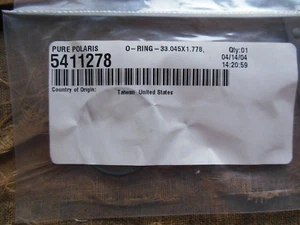 PURE POLARIS O-RING-33.045X1.778, Qty:01
5411278 04/14/04
14:20:59
Country of Origin: Taiwan United States